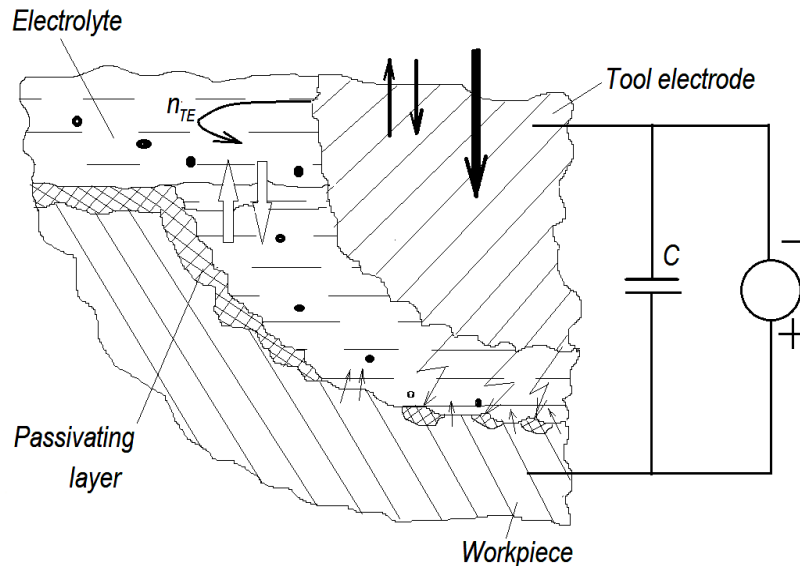 Electrolyte
n_TE
Tool electrode
C
−
+
Passivating
layer
Workpiece